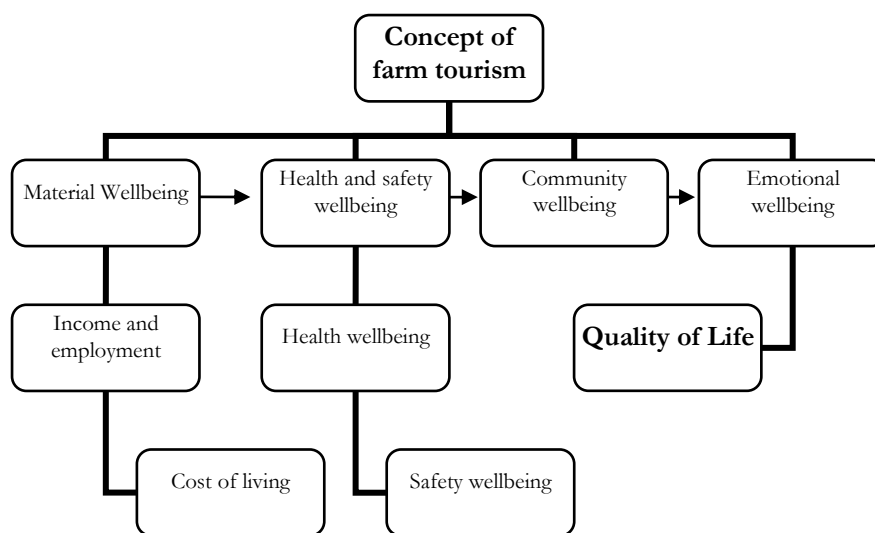 Concept of
farm tourism
Material Wellbeing
Health and safety
wellbeing
Community
wellbeing
Emotional
wellbeing
Income and
employment
Health wellbeing
Quality of Life
Cost of living
Safety wellbeing